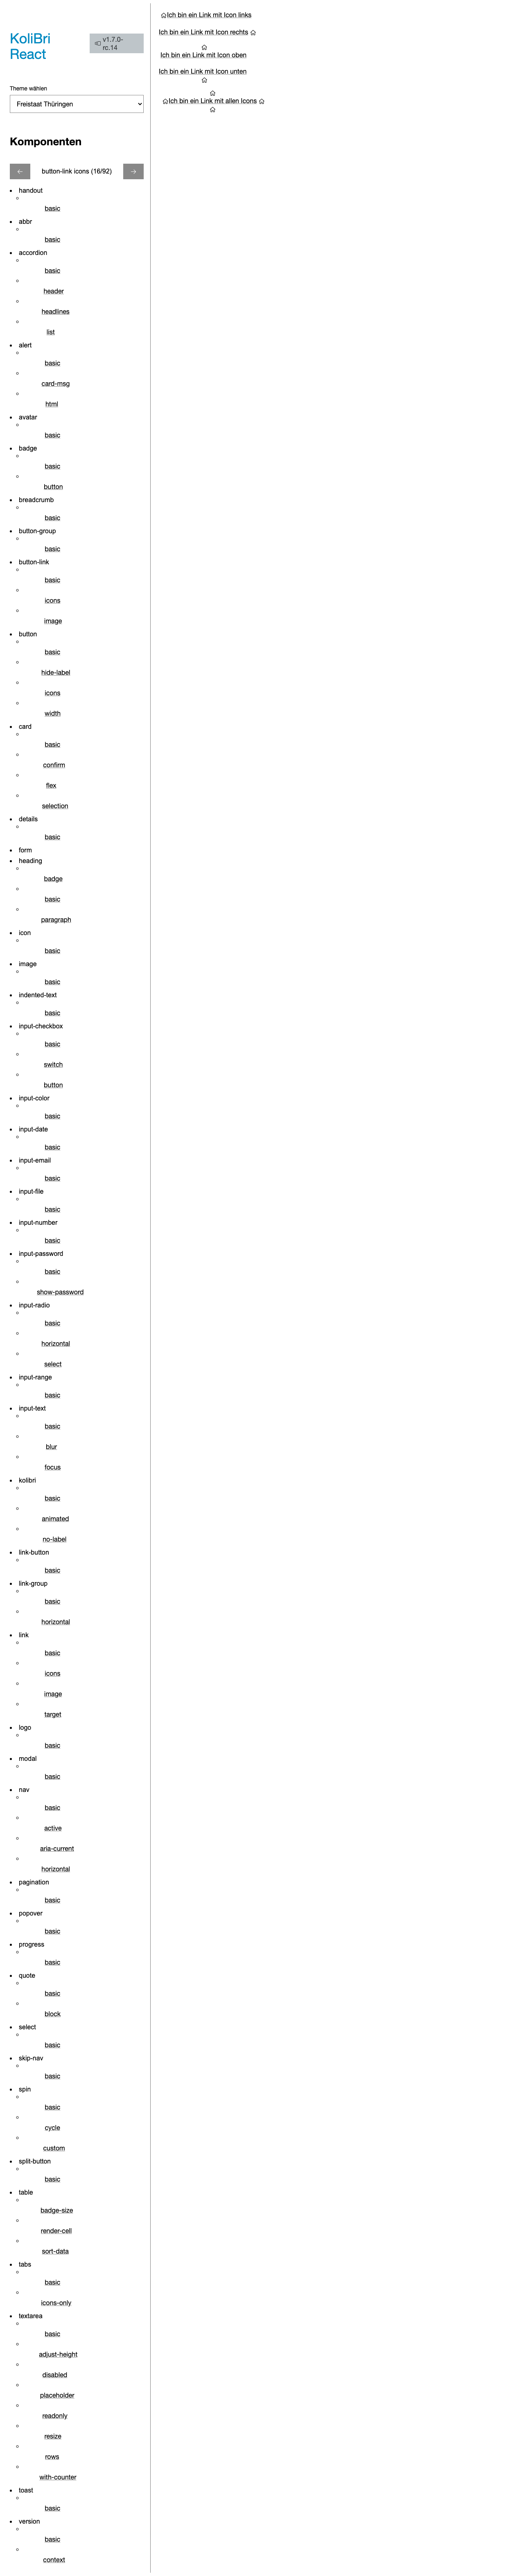 KoliBri
React
v1.7.0-
rc.14
Theme wählen
Freistaat Thüringen
Komponenten
button-link icons (16/92)
handout
basic
abbr
basic
accordion
basic
header
headlines
list
alert
basic
card-msg
html
avatar
basic
badge
basic
button
breadcrumb
basic
button-group
basic
button-link
basic
icons
image
button
basic
hide-label
icons
width
card
basic
confirm
flex
selection
details
basic
form
heading
badge
basic
paragraph
icon
basic
image
basic
indented-text
basic
input-checkbox
basic
switch
button
input-color
basic
input-date
basic
input-email
basic
input-file
basic
input-number
basic
input-password
basic
show-password
input-radio
basic
horizontal
select
input-range
basic
input-text
basic
blur
focus
kolibri
basic
animated
no-label
link-button
basic
link-group
basic
horizontal
link
basic
icons
image
target
logo
basic
modal
basic
nav
basic
active
aria-current
horizontal
pagination
basic
popover
basic
progress
basic
quote
basic
block
select
basic
skip-nav
basic
spin
basic
cycle
custom
split-button
basic
table
badge-size
render-cell
sort-data
tabs
basic
icons-only
textarea
basic
adjust-height
disabled
placeholder
readonly
resize
rows
with-counter
toast
basic
version
basic
context
Ich bin ein Link mit Icon links
Ich bin ein Link mit Icon rechts
Ich bin ein Link mit Icon oben
Ich bin ein Link mit Icon unten
Ich bin ein Link mit allen Icons